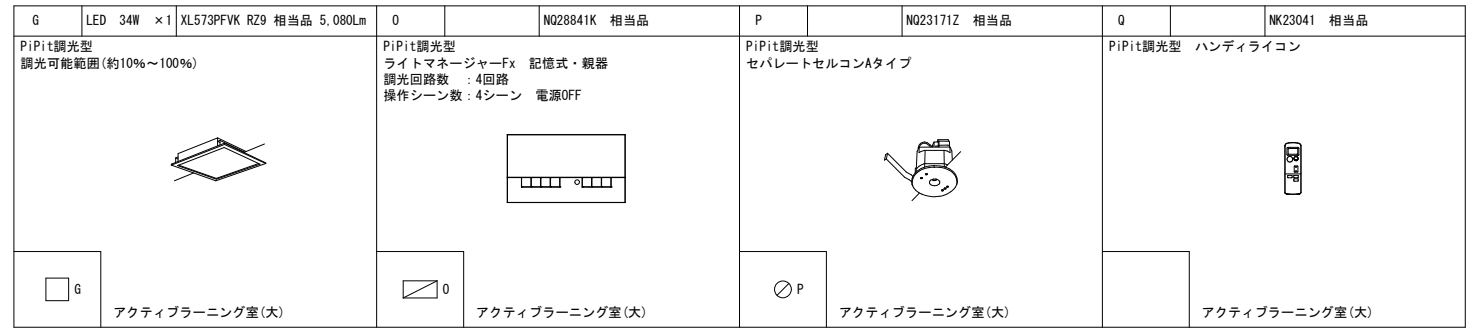 G LED 34W ×1 XL573PFVK RZ9 相当品 5,080Lm
PiPit調光型
調光可能範囲(約10%~100%)
G
アクティブラーニング室(大)
O NQ28841K 相当品
PiPit調光型
ライトマネージャーFx 記憶式・親器
調光回路数 :4回路
操作シーン数:4シーン 電源OFF
O
アクティブラーニング室(大)
P NQ23171Z 相当品
PiPit調光型
セパレートセルコンAタイプ
P
アクティブラーニング室(大)
Q NK23041 相当品
PiPit調光型 ハンディライコン
アクティブラーニング室(大)